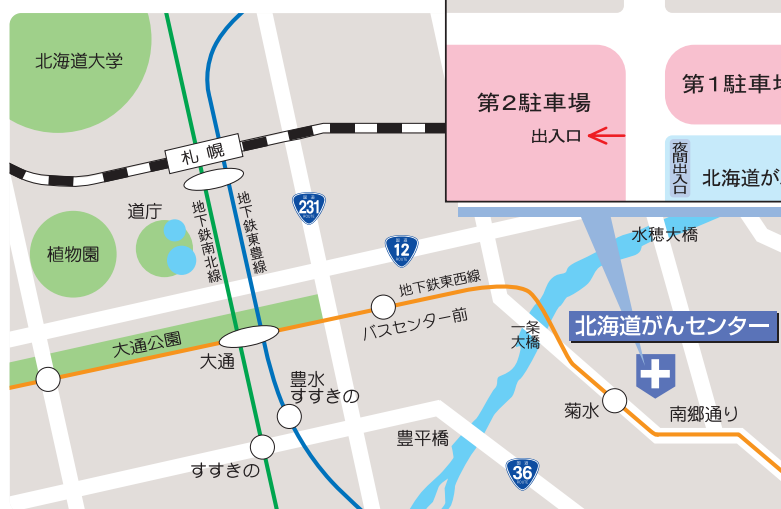 北海道大学
第2駐車場
出入口
第1駐車場
夜間出入口
北海道が
札幌
地下鉄南北線
地下鉄東豊線
231
ROUTE
道庁
植物園
12
ROUTE
水穂大橋
地下鉄東西線
バスセンター前
一条
大橋
北海道がんセンター
大通公園
大通
豊水
すすきの
菊水
南郷通り
豊平橋
すすきの
36
ROUTE